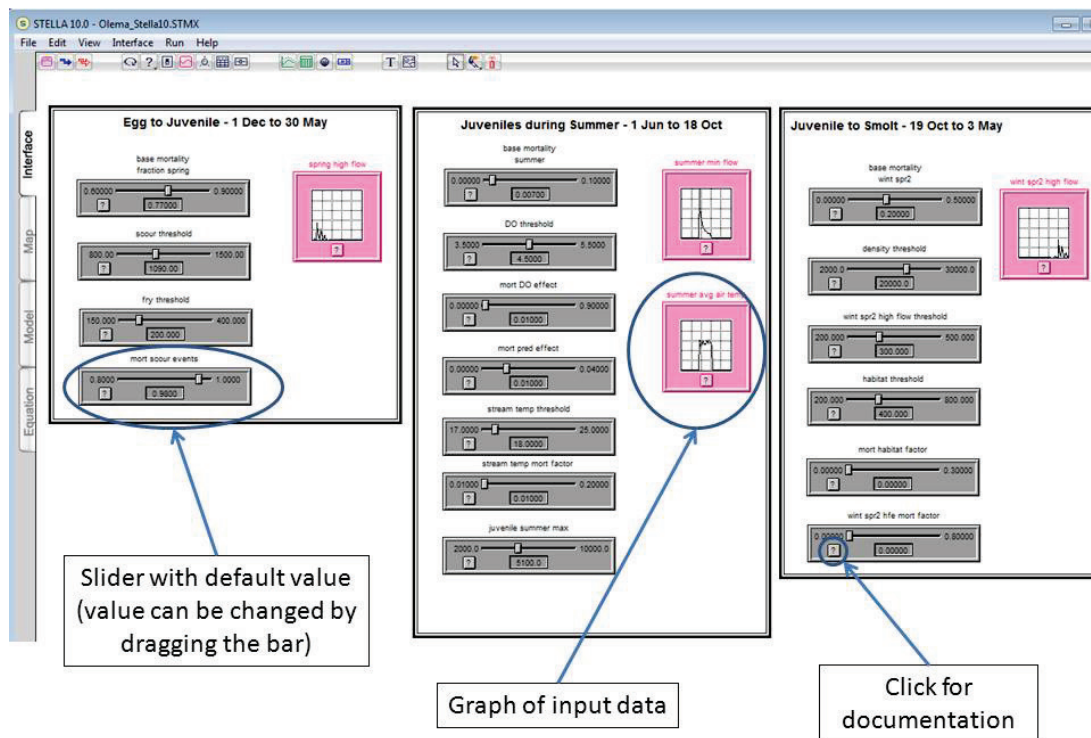 STELLA 10.0 - Olema_Stella10.STMX
File Edit View Interface Run Help
Interface
Map
Model
Equation
Egg to Juvenile - 1 Dec to 30 May
base mortality
fraction spring
0.60000 0.90000
? 0.77000
scour threshold
800.00 1500.00
? 1090.00
fry threshold
150.000 400.000
? 200.000
mort scour events
0.8000 1.0000
? 0.9800
spring high flow
?
Juveniles during Summer - 1 Jun to 18 Oct
base mortality
summer
0.00000 0.10000
? 0.00700
DO threshold
3.5000 5.5000
? 4.5000
mort DO effect
0.00000 0.90000
? 0.01000
mort pred effect
0.00000 0.04000
? 0.01000
stream temp threshold
17.0000 25.0000
? 18.0000
stream temp mort factor
0.01000 0.20000
? 0.01000
juvenile summer max
2000.0 10000.0
? 5100.0
summer min flow
?
summer avg air temp
?
Juvenile to Smolt - 19 Oct to 3 May
base mortality
wint spr2
0.00000 0.50000
? 0.20000
density threshold
2000.0 30000.0
? 20000.0
wint spr2 high flow threshold
200.000 500.000
? 300.000
habitat threshold
200.000 800.000
? 400.000
mort habitat factor
0.00000 0.30000
? 0.00000
wint spr2 hfe mort factor
0.00000 0.80000
? 0.00000
wint spr2 high flow
?
Slider with default value
(value can be changed by
dragging the bar)
Graph of input data
Click for
documentation